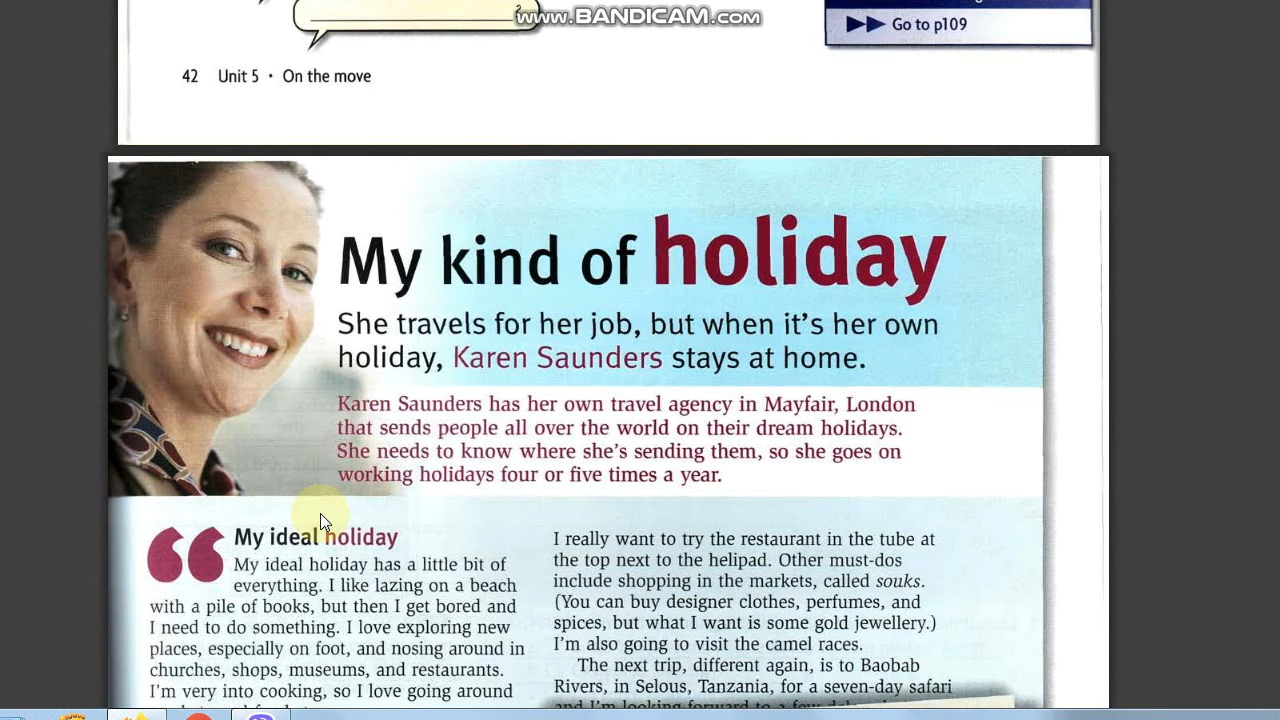 www.BANDICAM.com
Go to p109
42 Unit 5 • On the move
My kind of holiday
She travels for her job, but when it's her own
holiday, Karen Saunders stays at home.
Karen Saunders has her own travel agency in Mayfair, London
that sends people all over the world on their dream holidays.
She needs to know where she's sending them, so she goes on
working holidays four or five times a year.
My ideal holiday
My ideal holiday has a little bit of
everything. I like lazing on a beach
with a pile of books, but then I get bored and
I need to do something. I love exploring new
places, especially on foot, and nosing around in
churches, shops, museums, and restaurants.
I'm very into cooking, so I love going around
I really want to try the restaurant in the tube at
the top next to the helipad. Other must-dos
include shopping in the markets, called souks.
(You can buy designer clothes, perfumes, and
spices, but what I want is some gold jewellery.)
I'm also going to visit the camel races.
The next trip, different again, is to Baobab
Rivers, in Selous, Tanzania, for a seven-day safari
and I'm looking forward to a few